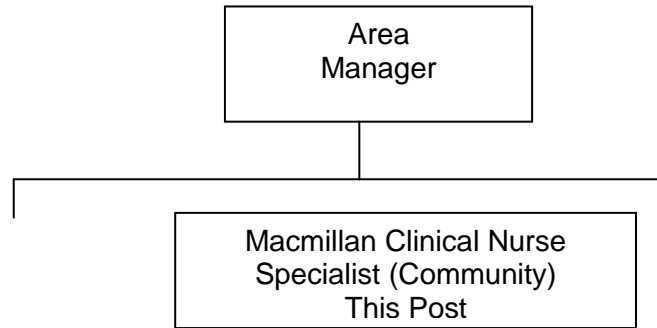 Area
Manager
Macmillan Clinical Nurse
Specialist (Community)
This Post